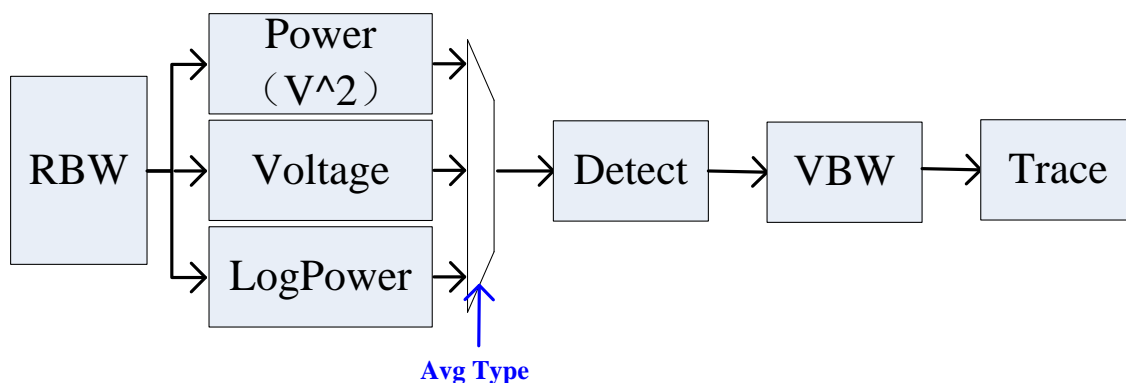 RBW
Power
（V^2）
Voltage
LogPower
Detect
VBW
Trace
Avg Type